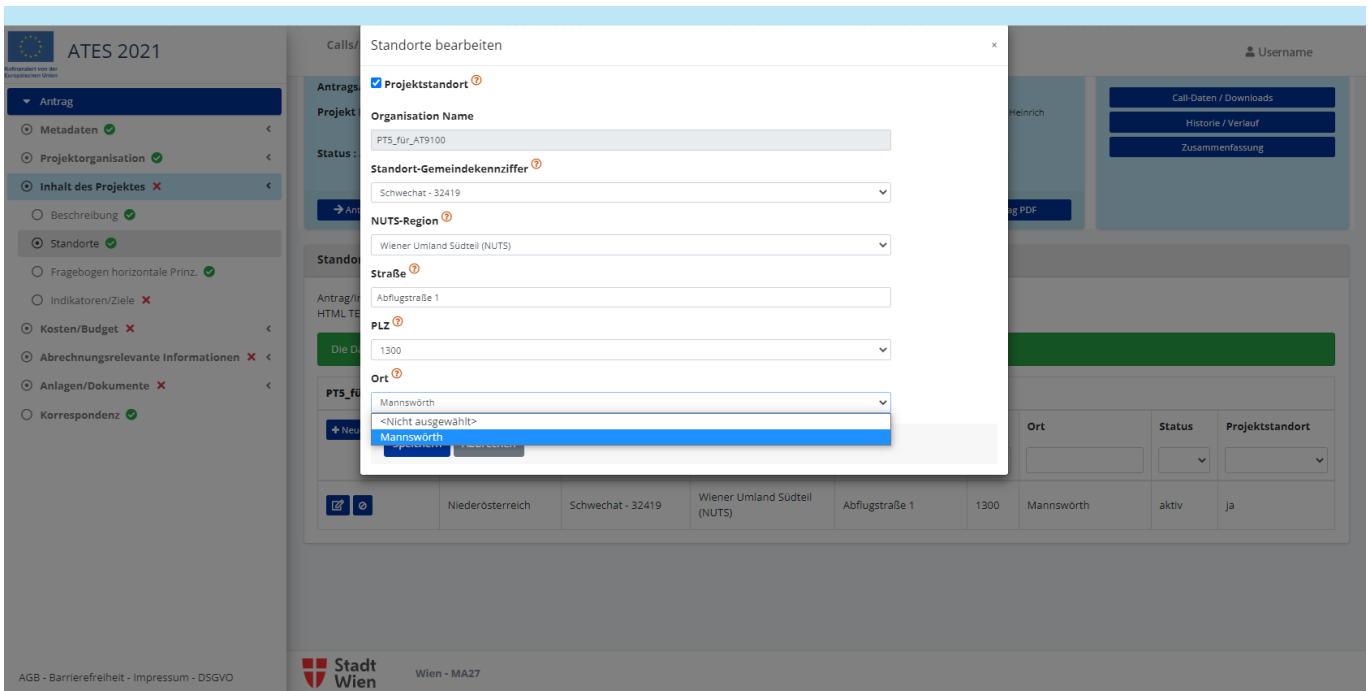 Kofinanziert von der
Europäischen Union
ATES 2021
Antrag
Metadaten
Projektorganisation
Inhalt des Projektes
Beschreibung
Standorte
Fragebogen horizontale Prinz.
Indikatoren/Ziele
Kosten/Budget
Abrechnungsrelevante Informationen
Anlagen/Dokumente
Korrespondenz
AGB - Barrierefreiheit - Impressum - DSGVO
Calls/
Username
Antrags
Projekt
Heinrich
Status :
Call-Daten / Downloads
Historie / Verlauf
Zusammenfassung
Ant
ag PDF
Standorte bearbeiten
×
Projektstandort
Organisation Name
PT5_für_AT9100
Standort-Gemeindekennziffer
Schwechat - 32419
NUTS-Region
Wiener Umland Südteil (NUTS)
Straße
Abflugstraße 1
PLZ
1300
Ort
Mannswörth
<Nicht ausgewählt>
Mannswörth
Speichern Abbrechen
Standor
Antrag/In
HTML TE
Die Da
PT5_fü
+ Neu
Ort Status Projektstandort
Niederösterreich Schwechat - 32419 Wiener Umland Südteil (NUTS) Abflugstraße 1 1300 Mannswörth aktiv ja
Stadt
Wien
Wien - MA27